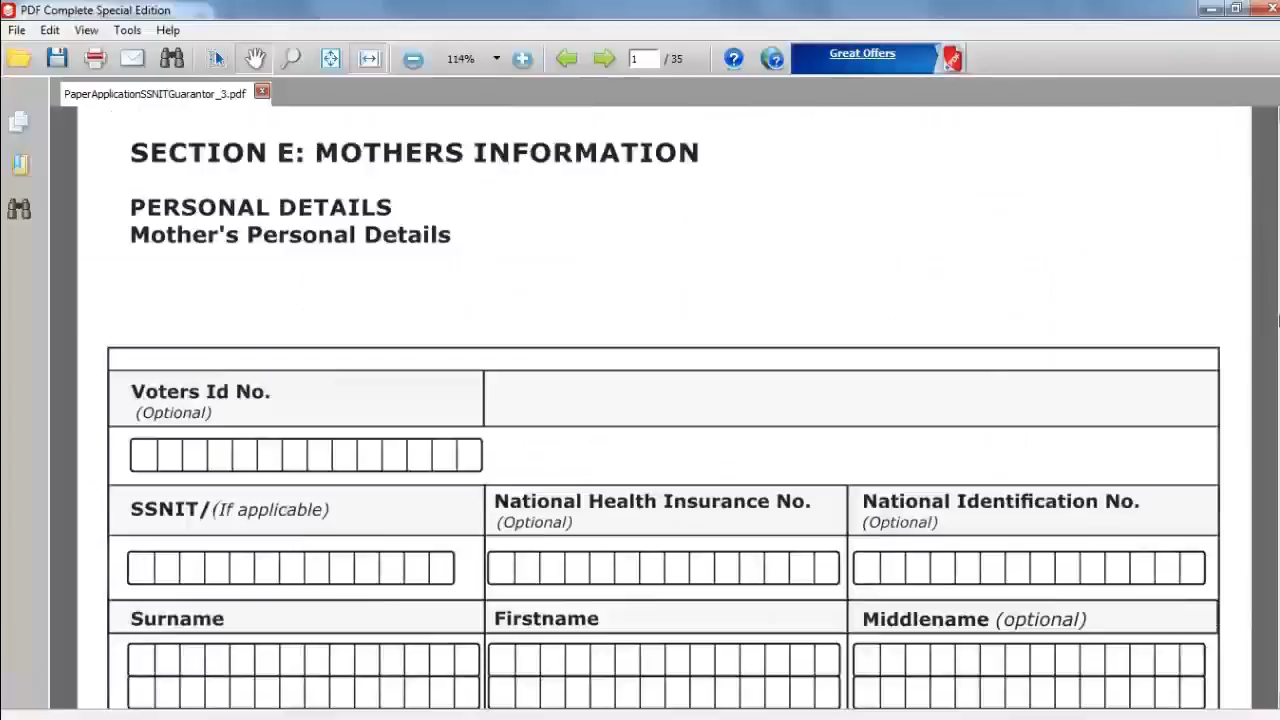 PDF Complete Special Edition
File Edit View Tools Help
114% 1 / 35 Great Offers
PaperApplicationSSNITGuarantor_3.pdf
SECTION E: MOTHERS INFORMATION
PERSONAL DETAILS
Mother's Personal Details
Voters Id No.
(Optional)
SSNIT/(If applicable) National Health Insurance No. National Identification No.
(Optional) (Optional)
Surname Firstname Middlename (optional)